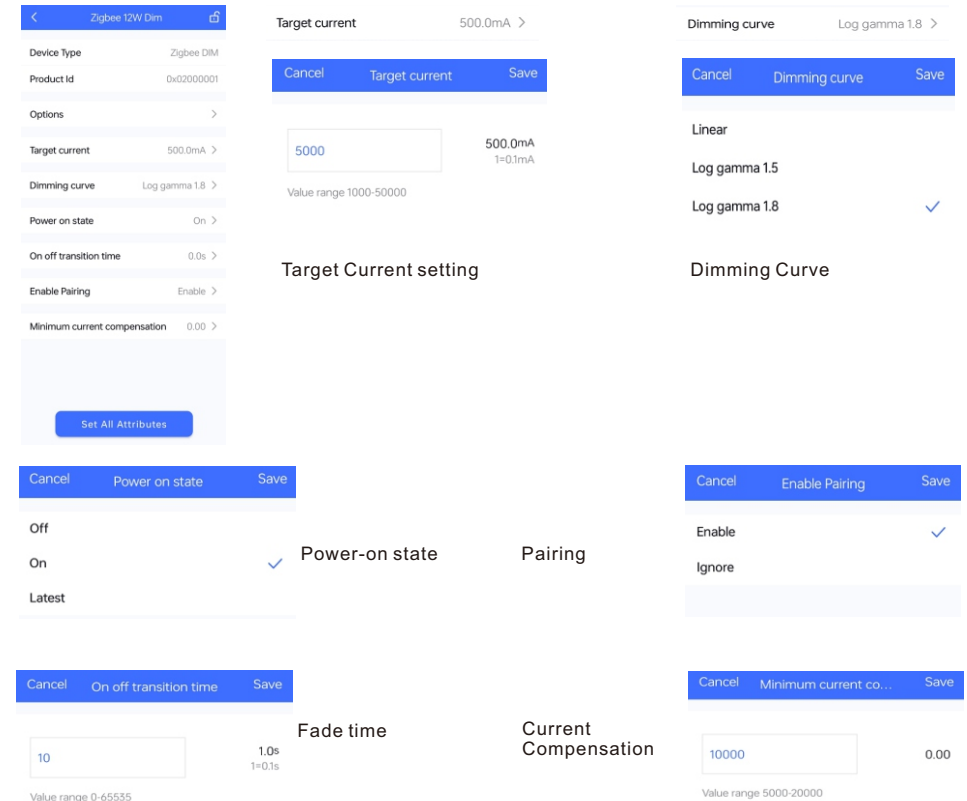 Zigbee 12W Dim
Device Type Zigbee DIM
Product Id 0x02000001
Options
Target current 500.0mA
Dimming curve Log gamma 1.8
Power on state On
On off transition time 0.0s
Enable Pairing Enable
Minimum current compensation 0.00
Set All Attributes
Target current 500.0mA
Cancel Target current Save
5000 500.0mA
1=0.1mA
Value range 1000-50000
Target Current setting
Dimming curve Log gamma 1.8
Cancel Dimming curve Save
Linear
Log gamma 1.5
Log gamma 1.8
Dimming Curve
Cancel Power on state Save
Off
On
Latest
Power-on state
Pairing
Cancel Enable Pairing Save
Enable
Ignore
Cancel On off transition time Save
10 1.0s
1=0.1s
Value range 0-65535
Fade time
Current
Compensation
Cancel Minimum current co... Save
10000 0.00
Value range 5000-20000